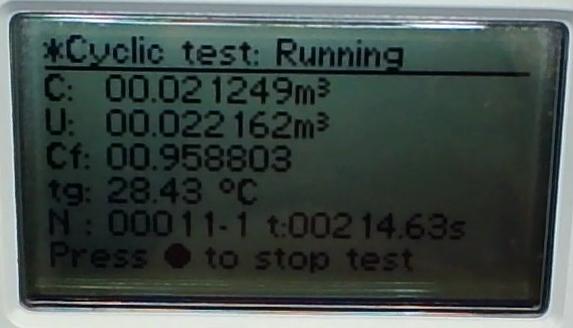 *Cyclic test: Running
C: 00.021249m³
U: 00.022162m³
Cf: 00.958803
tg: 28.43 °C
N : 00011-1 t:00214.63s
Press ● to stop test